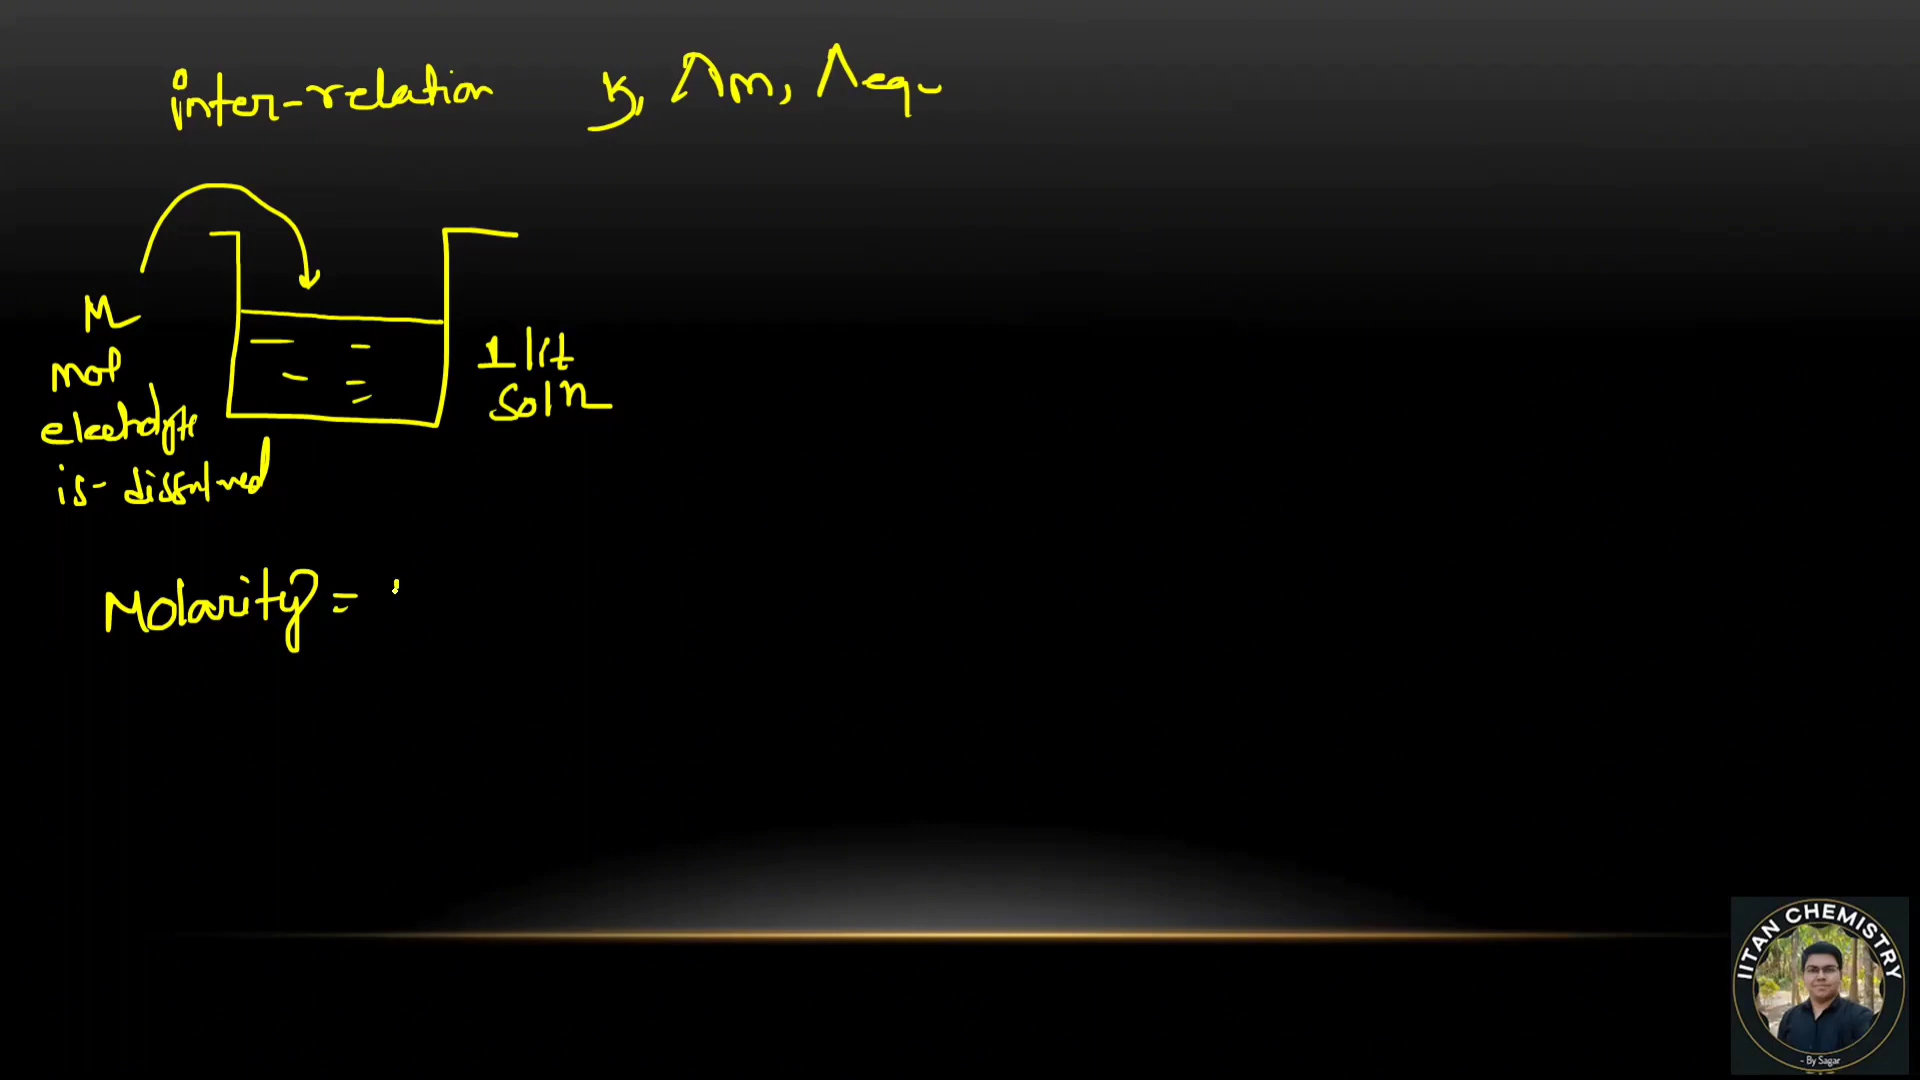 inter-relation κ, Λm, Λeq.
M
mol
electrolyte
is-dissolved
1 lit
soln
Molarity =
IITAN CHEMISTRY
- By Sagar